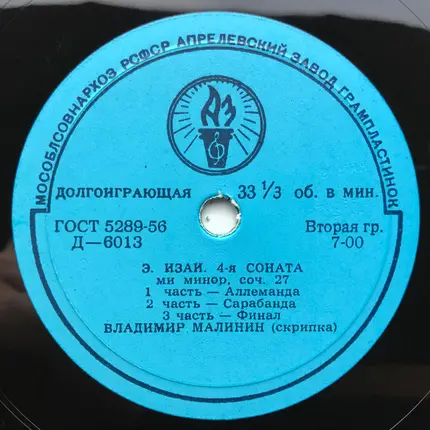 МОСОБЛСОВНАРХОЗ РСФСР АПРЕЛЕВСКИЙ ЗАВОД ГРАМПЛАСТИНОК
АЗ
ДОЛГОИГРАЮЩАЯ 33 1/3 об. в мин.
ГОСТ 5289-56 Вторая гр.
Д—6013 7-00
Э. ИЗАИ. 4-я СОНАТА
ми минор, соч. 27
1 часть — Аллеманда
2 часть — Сарабанда
3 часть — Финал
ВЛАДИМИР МАЛИНИН (скрипка)